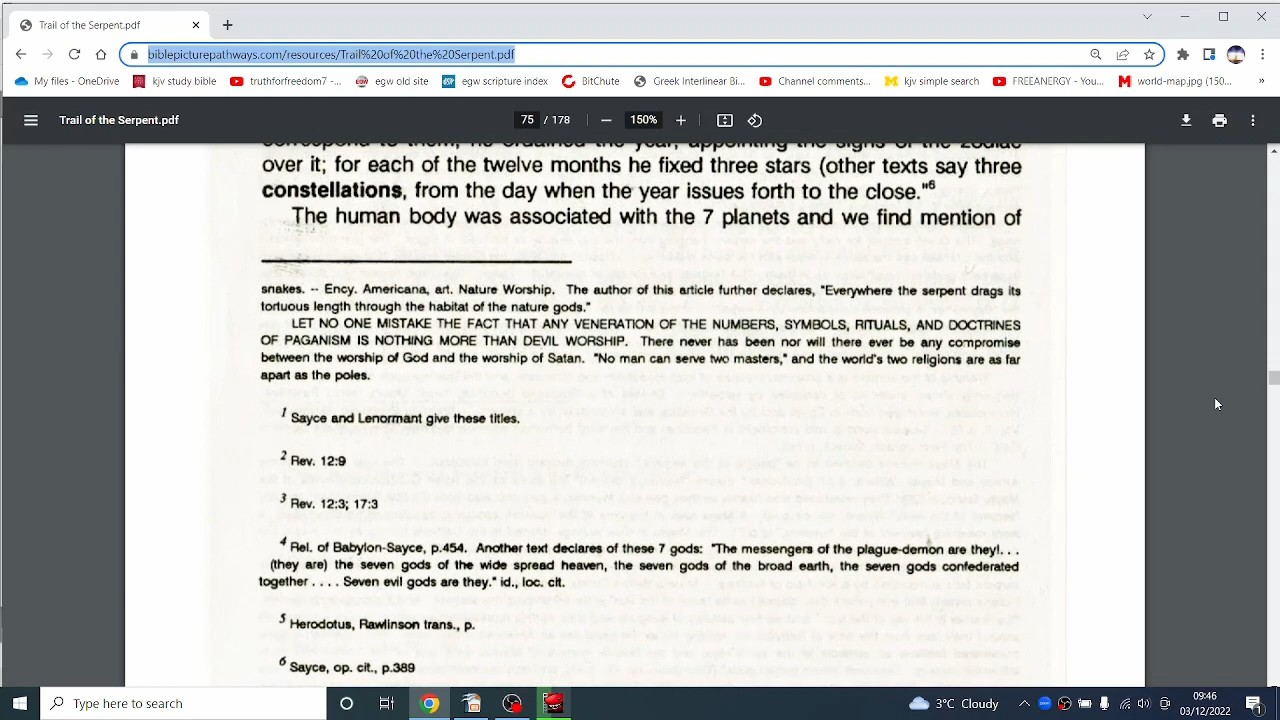 Trail of the Serpent.pdf
biblepicturepathways.com/resources/Trail%20of%20the%20Serpent.pdf
My files - OneDrive
kjv study bible
truthforfreedom7 -...
egw old site
egw scripture index
BitChute
Greek Interlinear Bi...
Channel comments...
kjv simple search
FREEANERGY - You...
world-map.jpg (150...
Trail of the Serpent.pdf
75 / 178
150%
correspond to them, he ordained the year, appointing the signs of the zodiac
over it; for each of the twelve months he fixed three stars (other texts say three
constellations, from the day when the year issues forth to the close."6
The human body was associated with the 7 planets and we find mention of
snakes. -- Ency. Americana, art. Nature Worship. The author of this article further declares, "Everywhere the serpent drags its
tortuous length through the habitat of the nature gods."
LET NO ONE MISTAKE THE FACT THAT ANY VENERATION OF THE NUMBERS, SYMBOLS, RITUALS, AND DOCTRINES
OF PAGANISM IS NOTHING MORE THAN DEVIL WORSHIP. There never has been nor will there ever be any compromise
between the worship of God and the worship of Satan. "No man can serve two masters," and the world's two religions are as far
apart as the poles.
1 Sayce and Lenormant give these titles.
2 Rev. 12:9
3 Rev. 12:3; 17:3
4 Rel. of Babylon-Sayce, p.454. Another text declares of these 7 gods: "The messengers of the plague-demon are they!. . .
(they are) the seven gods of the wide spread heaven, the seven gods of the broad earth, the seven gods confederated
together . . . . Seven evil gods are they." id., loc. cit.
5 Herodotus, Rawlinson trans., p.
6 Sayce, op. cit., p.389
Type here to search
3°C Cloudy
09:46
03/12/2022